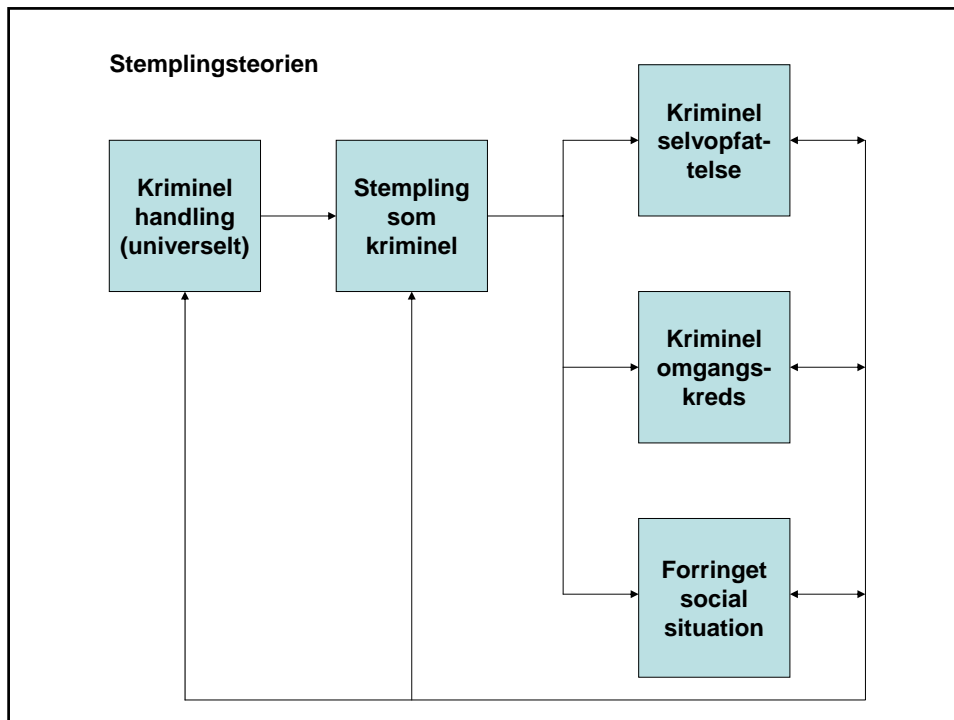 Stemplingsteorien
Kriminel
handling
(universelt)
Stempling
som
kriminel
Kriminel
selvopfat-
telse
Kriminel
omgangs-
kreds
Forringet
social
situation